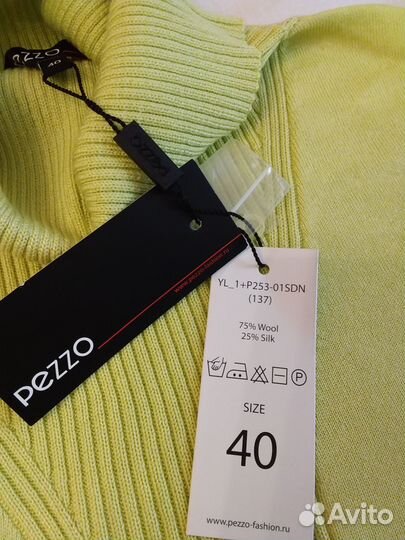 pezzo
40
pezzo
pezzo
www.pezzo-fashion.ru
YL_1+P253-01SDN
(137)
75% Wool
25% Silk
P
SIZE
40
www.pezzo-fashion.ru
Avito